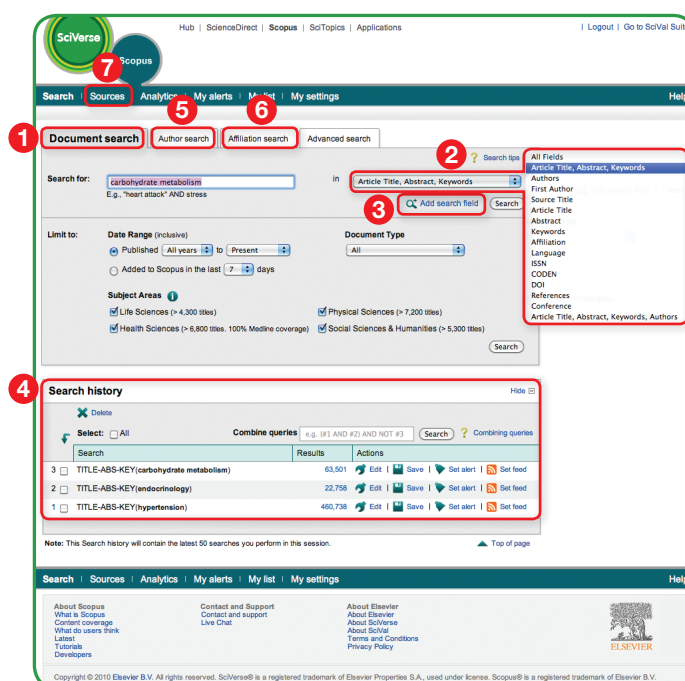 SciVerse
Scopus
Hub | ScienceDirect | Scopus | SciTopics | Applications
| Logout | Go to SciVal Suit
7
Search | Sources | Analytics | My alerts | My list | My settings
Help
5
6
1
Document search
Author search
Affiliation search
Advanced search
2
? Search tips
Search for:
carbohydrate metabolism
in
Article Title, Abstract, Keywords
E.g., "heart attack" AND stress
3
Add search field
Search
All Fields
Article Title, Abstract, Keywords
Authors
First Author
Source Title
Article Title
Abstract
Keywords
Affiliation
Language
ISSN
CODEN
DOI
References
Conference
Article Title, Abstract, Keywords, Authors
Limit to:
Date Range (inclusive)
Document Type
Published All years to Present
All
Added to Scopus in the last 7 days
Subject Areas i
Life Sciences (> 4,300 titles)
Physical Sciences (> 7,200 titles)
Health Sciences (> 6,800 titles. 100% Medline coverage)
Social Sciences & Humanities (> 5,300 titles)
Search
4
Search history
Hide
Delete
Select: All
Combine queries e.g. (#1 AND #2) AND NOT #3 Search ? Combining queries
Search Results Actions
3 TITLE-ABS-KEY(carbohydrate metabolism) 63,501 Edit | Save | Set alert | Set feed
2 TITLE-ABS-KEY(endocrinology) 22,758 Edit | Save | Set alert | Set feed
1 TITLE-ABS-KEY(hypertension) 460,738 Edit | Save | Set alert | Set feed
Note: This Search history will contain the latest 50 searches you perform in this session.
Top of page
Search | Sources | Analytics | My alerts | My list | My settings
Help
About Scopus
What is Scopus
Content coverage
What do users think
Latest
Tutorials
Developers
Contact and Support
Contact and support
Live Chat
About Elsevier
About Elsevier
About SciVerse
About SciVal
Terms and Conditions
Privacy Policy
ELSEVIER
Copyright © 2010 Elsevier B.V. All rights reserved. SciVerse® is a registered trademark of Elsevier Properties S.A., used under license. Scopus® is a registered trademark of Elsevier B.V.